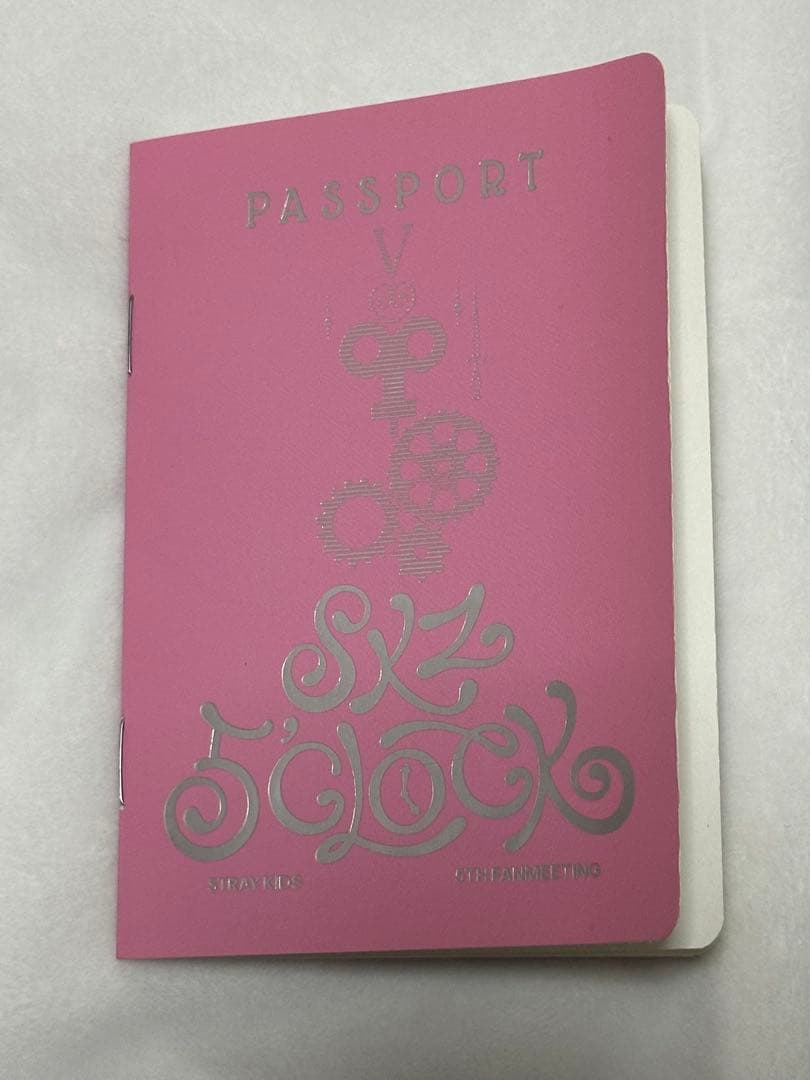 PASSPORT
SKZ
5'CLOCK
STRAY KIDS
5TH FANMEETING